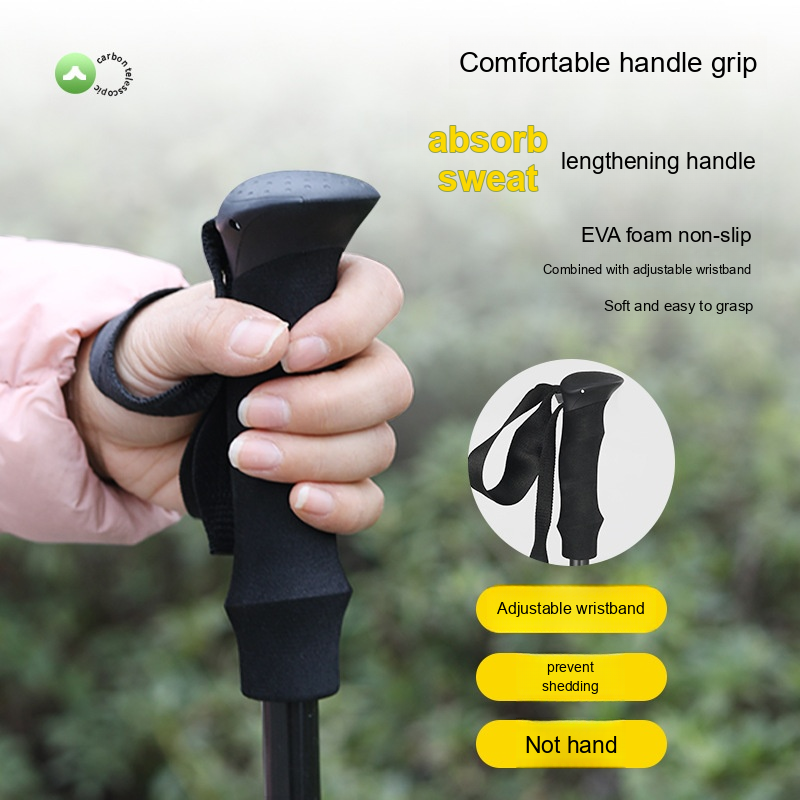 carbon telesscopic
Comfortable handle grip
absorb
sweat
lengthening handle
EVA foam non-slip
Combined with adjustable wristband
Soft and easy to grasp
Adjustable wristband
prevent
shedding
Not hand